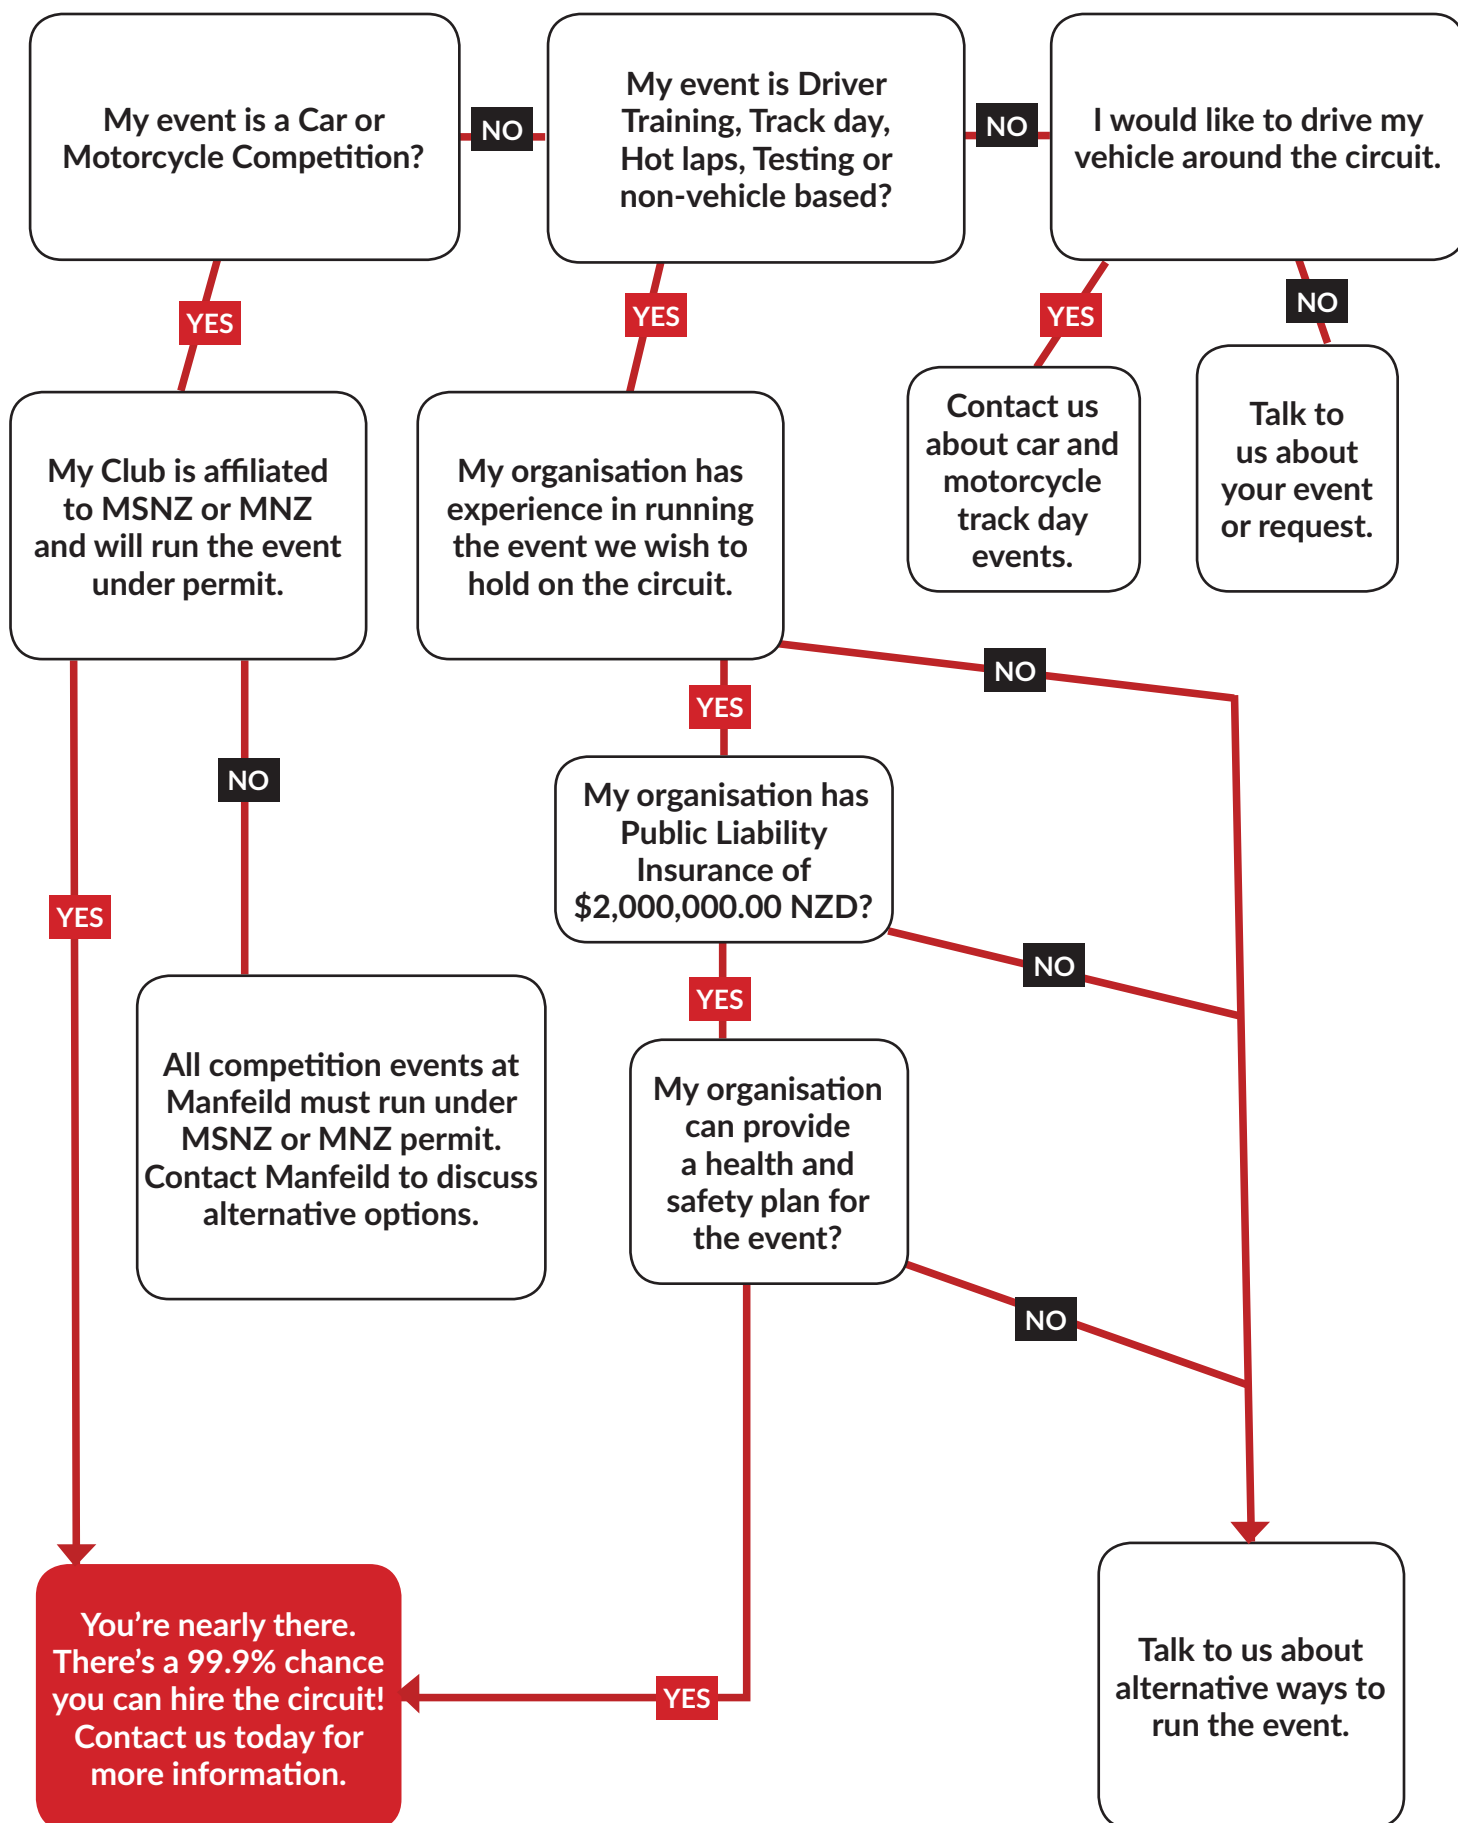 My event is a Car or
Motorcycle Competition?
NO
My event is Driver
Training, Track day,
Hot laps, Testing or
non-vehicle based?
NO
I would like to drive my
vehicle around the circuit.
YES
YES
YES
NO
Contact us
about car and
motorcycle
track day
events.
Talk to
us about
your event
or request.
My Club is affiliated
to MSNZ or MNZ
and will run the event
under permit.
My organisation has
experience in running
the event we wish to
hold on the circuit.
NO
YES
NO
My organisation has
Public Liability
Insurance of
$2,000,000.00 NZD?
YES
NO
YES
All competition events at
Manfeild must run under
MSNZ or MNZ permit.
Contact Manfeild to discuss
alternative options.
My organisation
can provide
a health and
safety plan for
the event?
NO
You’re nearly there.
There’s a 99.9% chance
you can hire the circuit!
Contact us today for
more information.
YES
Talk to us about
alternative ways to
run the event.